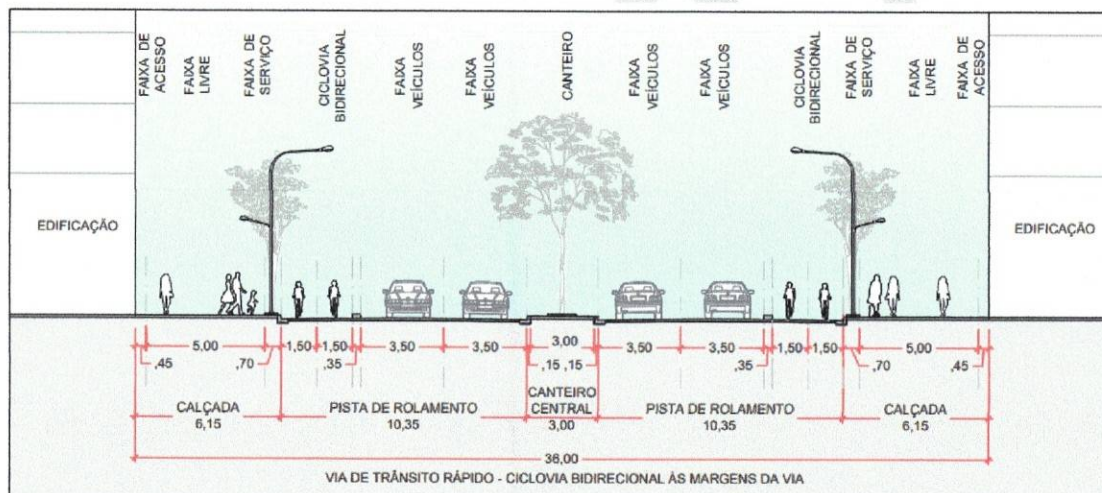 FAIXA DE
ACESSO
FAIXA
LIVRE
FAIXA DE
SERVIÇO
CICLOVIA
BIDIRECIONAL
FAIXA
VEÍCULOS
FAIXA
VEÍCULOS
CANTEIRO
FAIXA
VEÍCULOS
FAIXA
VEÍCULOS
CICLOVIA
BIDIRECIONAL
FAIXA DE
SERVIÇO
FAIXA
LIVRE
FAIXA DE
ACESSO
EDIFICAÇÃO
EDIFICAÇÃO
5,00 1,50 1,50 3,50 3,50 3,00 3,50 3,50 1,50 1,50 5,00
,45 ,70 ,35 ,15 ,15 ,35 ,70 ,45
CALÇADA
6,15
PISTA DE ROLAMENTO
10,35
CANTEIRO
CENTRAL
3,00
PISTA DE ROLAMENTO
10,35
CALÇADA
6,15
36,00
VIA DE TRÂNSITO RÁPIDO - CICLOVIA BIDIRECIONAL ÀS MARGENS DA VIA